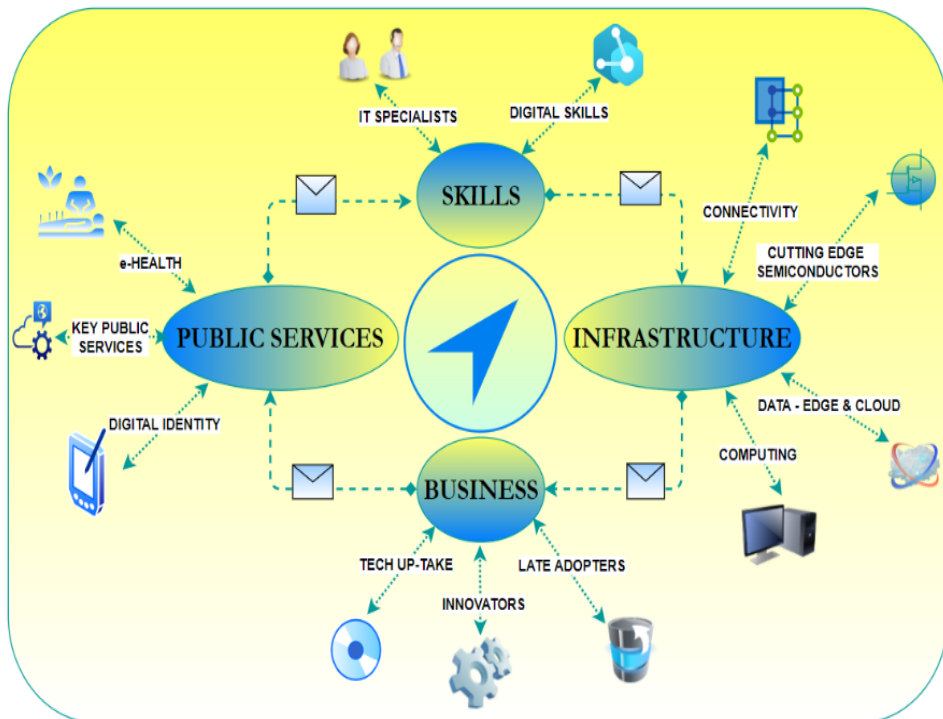 IT SPECIALISTS
DIGITAL SKILLS
SKILLS
CONNECTIVITY
CUTTING EDGE
SEMICONDUCTORS
e-HEALTH
KEY PUBLIC
SERVICES
PUBLIC SERVICES
INFRASTRUCTURE
DIGITAL IDENTITY
DATA - EDGE & CLOUD
COMPUTING
BUSINESS
TECH UP-TAKE
INNOVATORS
LATE ADOPTERS